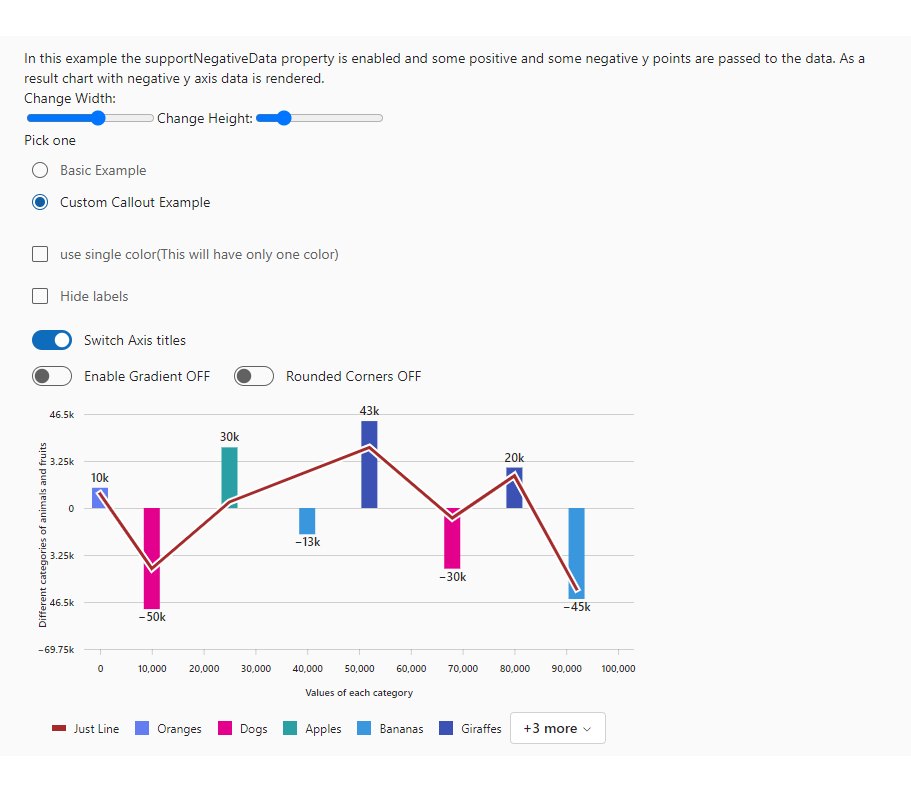 In this example the supportNegativeData property is enabled and some positive and some negative y points are passed to the data. As a
result chart with negative y axis data is rendered.
Change Width:
Change Height:
Pick one
Basic Example
Custom Callout Example
use single color(This will have only one color)
Hide labels
Switch Axis titles
Enable Gradient OFF
Rounded Corners OFF
46.5k
3.25k
0
3.25k
46.5k
−69.75k
Different categories of animals and fruits
10k
−50k
30k
−13k
43k
−30k
20k
−45k
0
10,000
20,000
30,000
40,000
50,000
60,000
70,000
80,000
90,000
100,000
Values of each category
Just Line
Oranges
Dogs
Apples
Bananas
Giraffes
+3 more